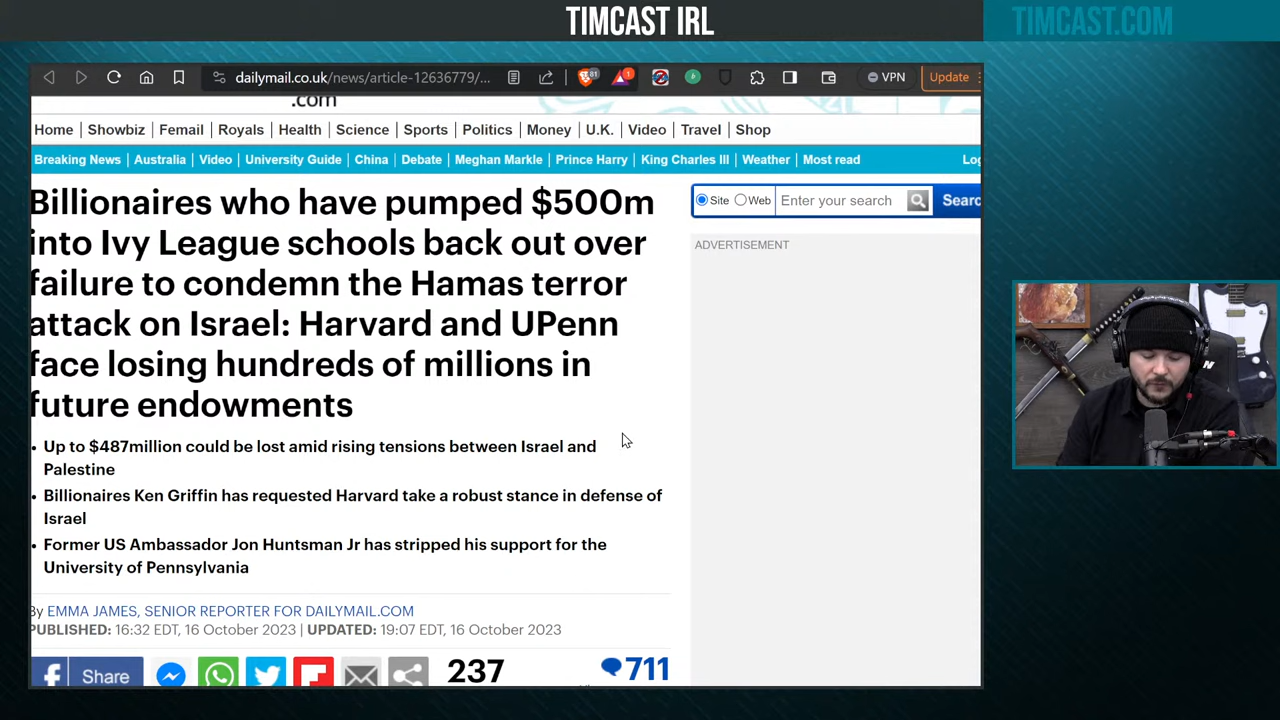 TIMCAST IRL
TIMCAST.COM
dailymail.co.uk/news/article-12636779/...
81
1
VPN
Update
.com
Home | Showbiz | Femail | Royals | Health | Science | Sports | Politics | Money | U.K. | Video | Travel | Shop
Breaking News | Australia | Video | University Guide | China | Debate | Meghan Markle | Prince Harry | King Charles III | Weather | Most read
Log
Billionaires who have pumped $500m
into Ivy League schools back out over
failure to condemn the Hamas terror
attack on Israel: Harvard and UPenn
face losing hundreds of millions in
future endowments
Site Web Enter your search Searc
ADVERTISEMENT
• Up to $487million could be lost amid rising tensions between Israel and
Palestine
• Billionaires Ken Griffin has requested Harvard take a robust stance in defense of
Israel
• Former US Ambassador Jon Huntsman Jr has stripped his support for the
University of Pennsylvania
By EMMA JAMES, SENIOR REPORTER FOR DAILYMAIL.COM
PUBLISHED: 16:32 EDT, 16 October 2023 | UPDATED: 19:07 EDT, 16 October 2023
Share
237
711